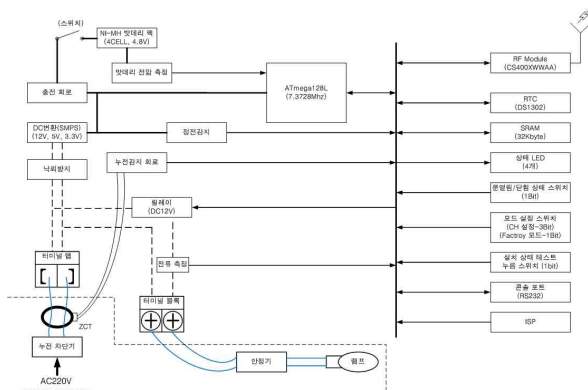 (스위치)
NI-MH 밧데리 팩
(4CELL, 4.8V)
밧데리 전압 측정
충전 회로
ATmega128L
(7.3728Mhz)
DC변환(SMPS)
(12V, 5V, 3.3V)
정전감지
낙뢰방지
누전감지 회로
릴레이
(DC12V)
터미널 탭
전류 측정
터미널 블록
ZCT
누전 차단기
AC220V
안정기
램프
RF Module
(CS400XWWAA)
RTC
(DS1302)
SRAM
(32Kbyte)
상태 LED
(4개)
문열림/닫힘 상태 스위치
(1Bit)
모드 설정 스위치
(CH 설정-3Bit)
(Factroy 모드-1Bit)
설치 상태 테스트
누름 스위치 (1bit)
콘솔 포트
(RS232)
ISP